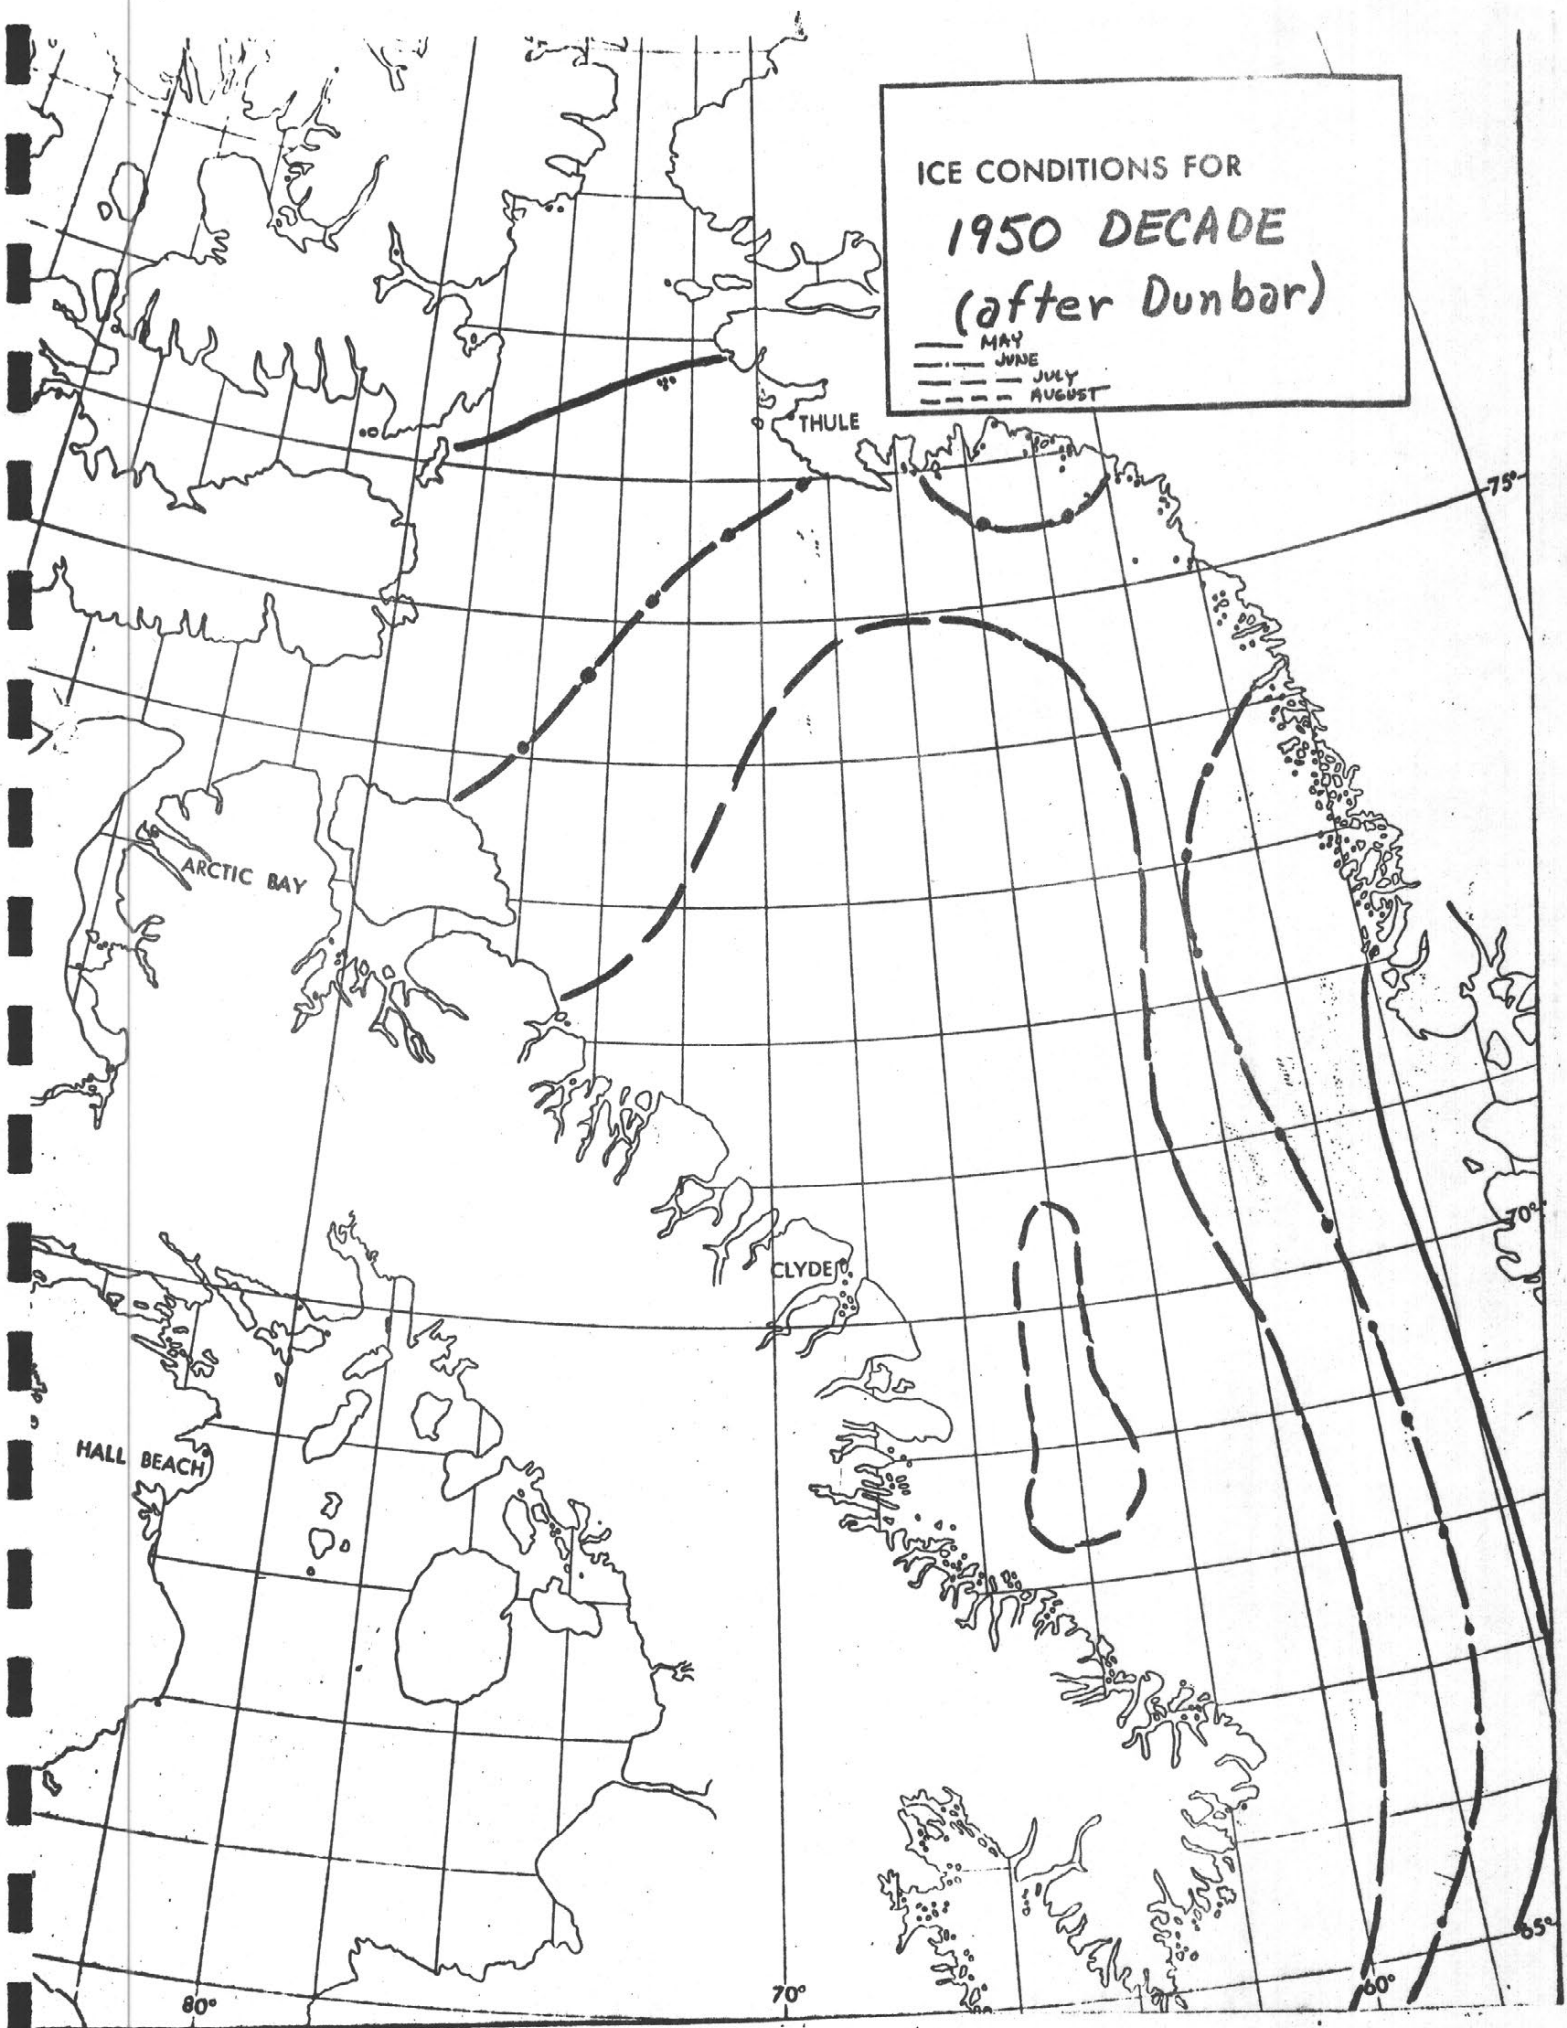 ICE CONDITIONS FOR
1950 DECADE
(after Dunbar)
MAY
JUNE
JULY
AUGUST
THULE
75°
ARCTIC BAY
70°
CLYDE
HALL BEACH
65°
80°
70°
60°